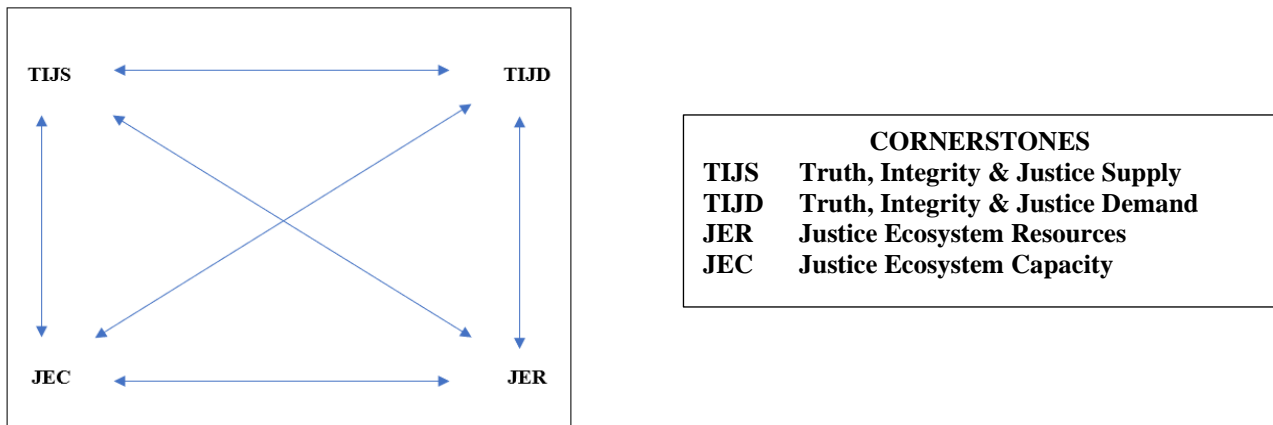 TIJS TIJD
JEC JER
CORNERSTONES
TIJS Truth, Integrity & Justice Supply
TIJD Truth, Integrity & Justice Demand
JER Justice Ecosystem Resources
JEC Justice Ecosystem Capacity